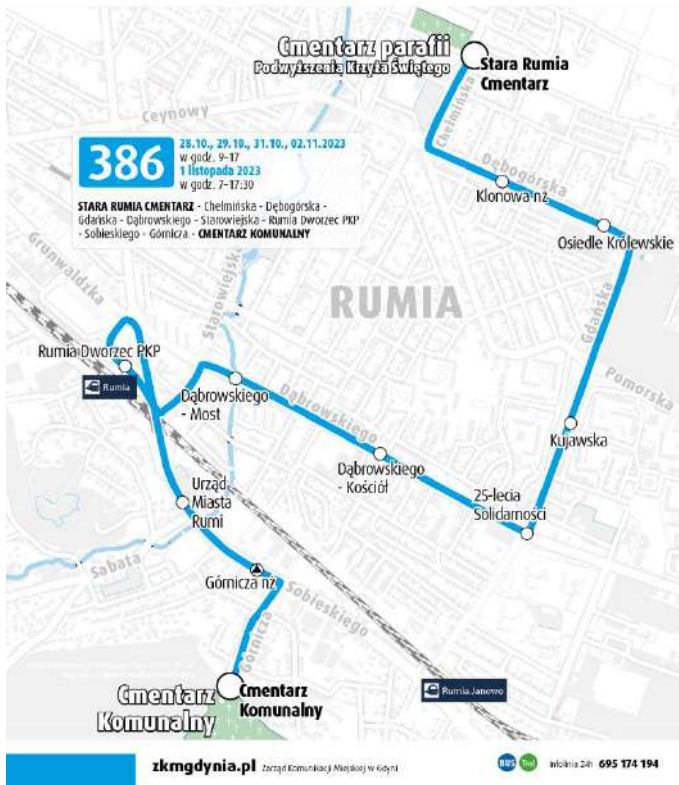 Cmentarz parafii
Podwyższenia Krzyża Świętego
Stara Rumia
Cmentarz
Chełmińska
Ceynowy
386
28.10., 29.10., 31.10., 02.11.2023
w godz. 9-17
1 listopada 2023
w godz. 7-17:30
STARA RUMIA CMENTARZ - Chełmińska - Dębogórska -
Gdańska - Dąbrowskiego - Starowiejska - Rumia Dworzec PKP
- Sobieskiego - Górnicza - CMENTARZ KOMUNALNY
Dębogórska
Klonowa nż
Osiedle Królewskie
Grunwaldzka
Starowiejska
RUMIA
Gdańska
Rumia Dworzec PKP
Rumia
Dąbrowskiego
- Most
Dąbrowskiego
Pomorska
Kujawska
Dąbrowskiego
- Kościół
25-lecia
Solidarności
Urząd
Miasta
Rumi
Sabata
Górnicza nż
Sobieskiego
Górnicza
Cmentarz
Komunalny
Cmentarz
Komunalny
Rumia Janowo
zkmgdynia.pl Zarząd Komunikacji Miejskiej w Gdyni
BUS Trol infolinia 24h 695 174 194